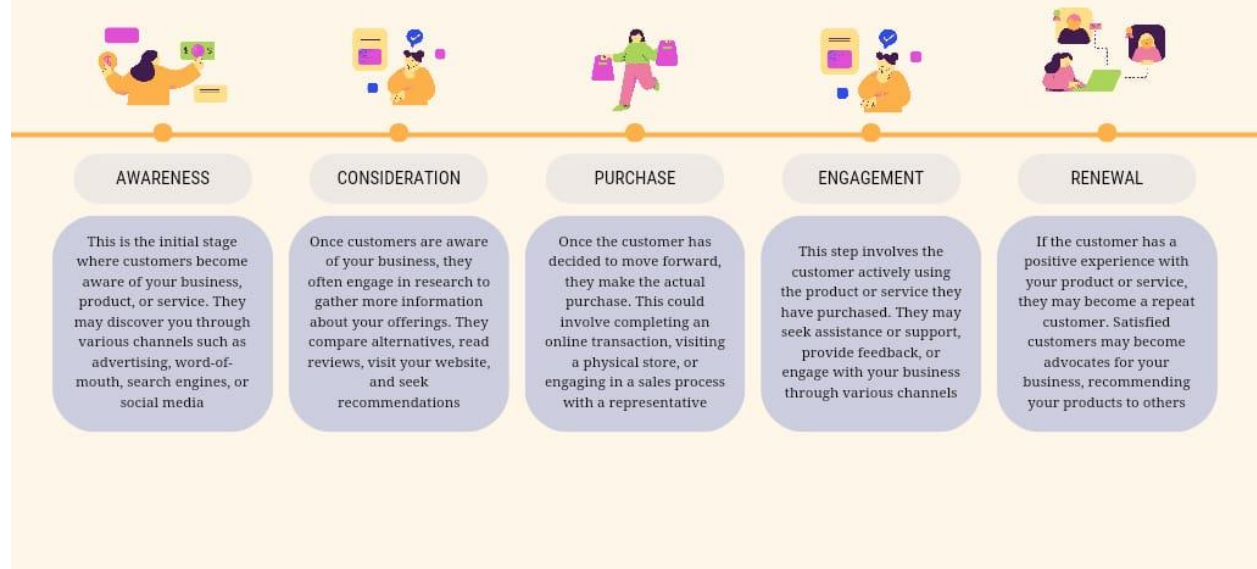 AWARENESS
This is the initial stage
where customers become
aware of your business,
product, or service. They
may discover you through
various channels such as
advertising, word-of-
mouth, search engines, or
social media
CONSIDERATION
Once customers are aware
of your business, they
often engage in research to
gather more information
about your offerings. They
compare alternatives, read
reviews, visit your website,
and seek
recommendations
PURCHASE
Once the customer has
decided to move forward,
they make the actual
purchase. This could
involve completing an
online transaction, visiting
a physical store, or
engaging in a sales process
with a representative
ENGAGEMENT
This step involves the
customer actively using
the product or service they
have purchased. They may
seek assistance or support,
provide feedback, or
engage with your business
through various channels
RENEWAL
If the customer has a
positive experience with
your product or service,
they may become a repeat
customer. Satisfied
customers may become
advocates for your
business, recommending
your products to others